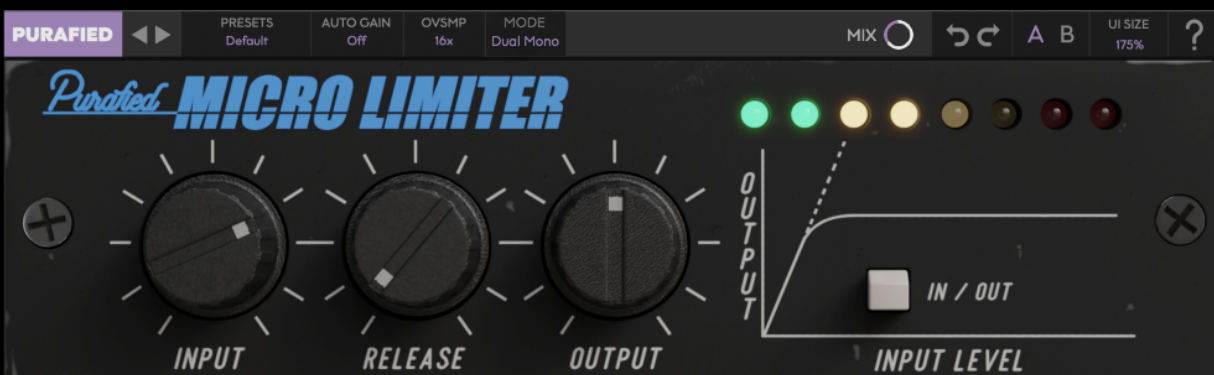 PURAFIED
PRESETS
Default
AUTO GAIN
Off
OVSMP
16x
MODE
Dual Mono
MIX
A B
UI SIZE
175%
?
Purafied MICRO LIMITER
OUTPUT
IN / OUT
INPUT
RELEASE
OUTPUT
INPUT LEVEL